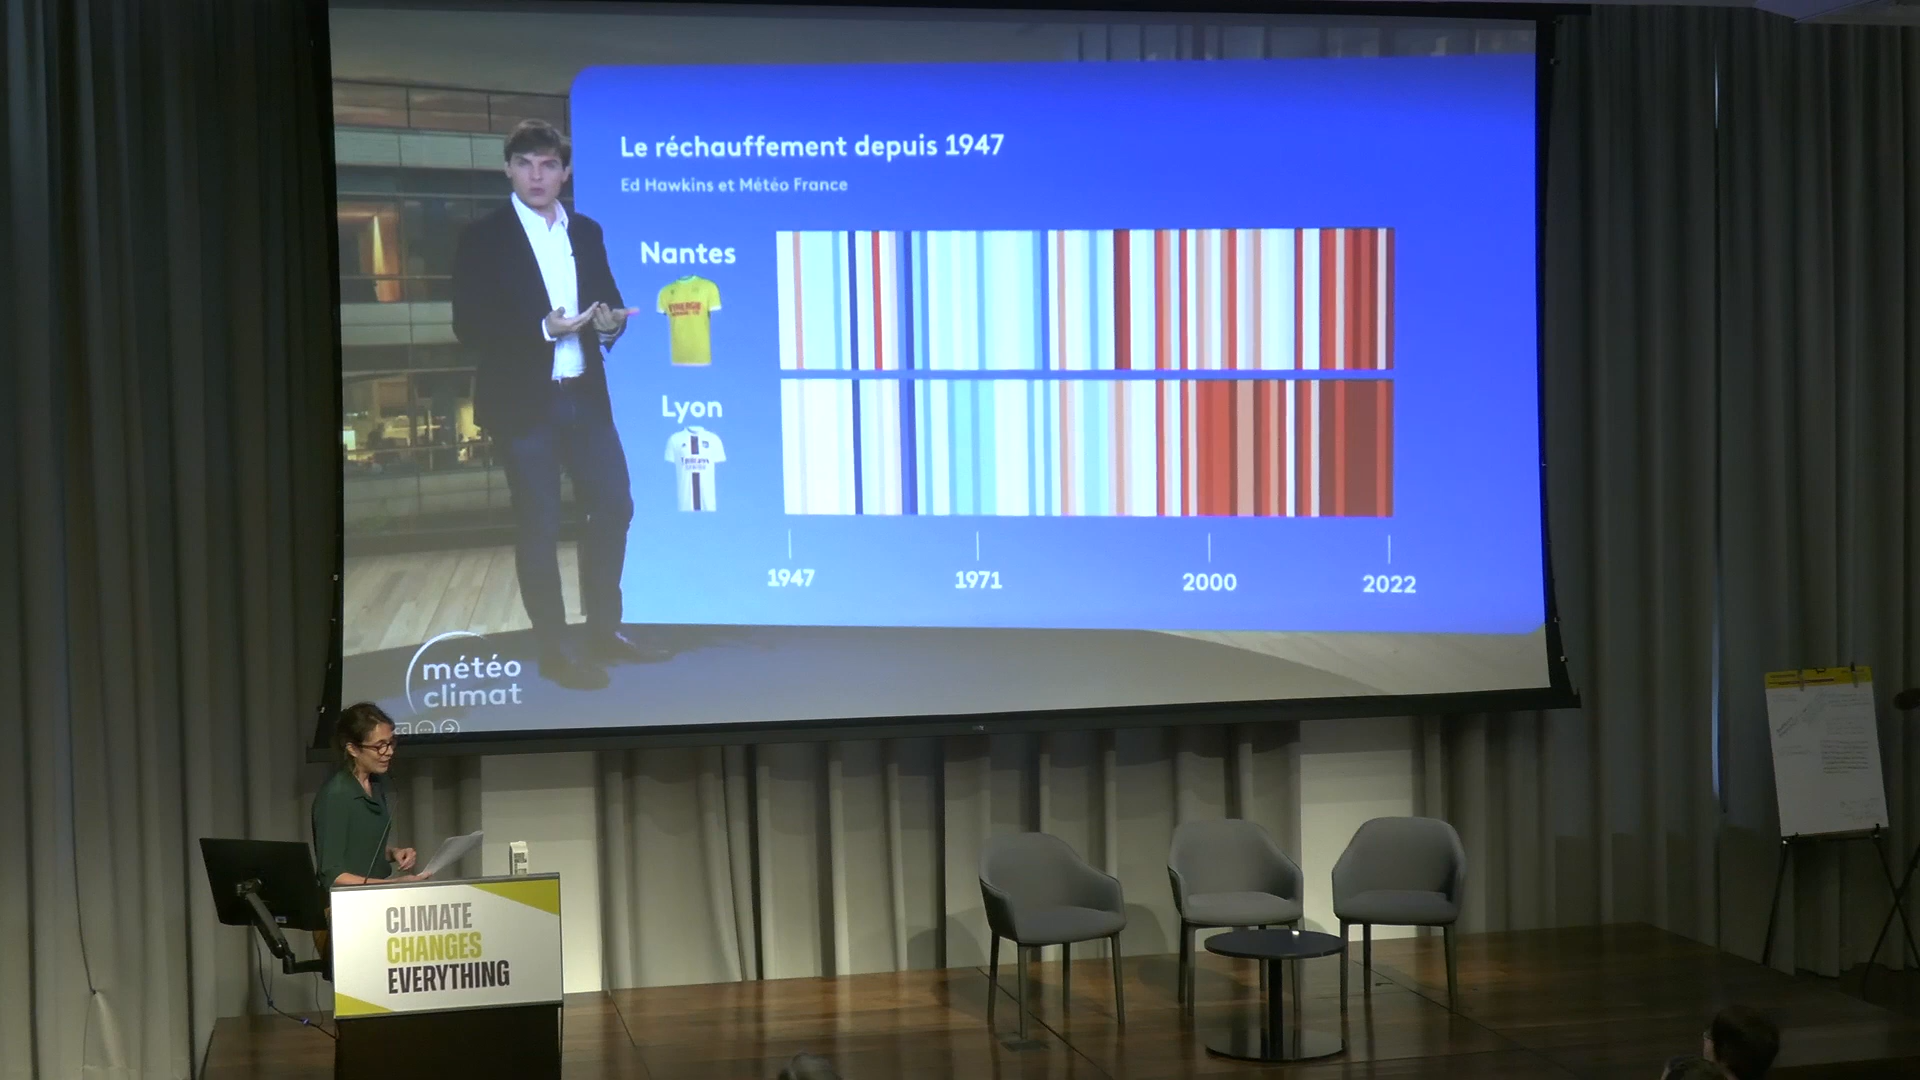 Le réchauffement depuis 1947
Ed Hawkins et Météo France
Nantes
Lyon
1947
1971
2000
2022
météo
climat
CLIMATE
CHANGES
EVERYTHING